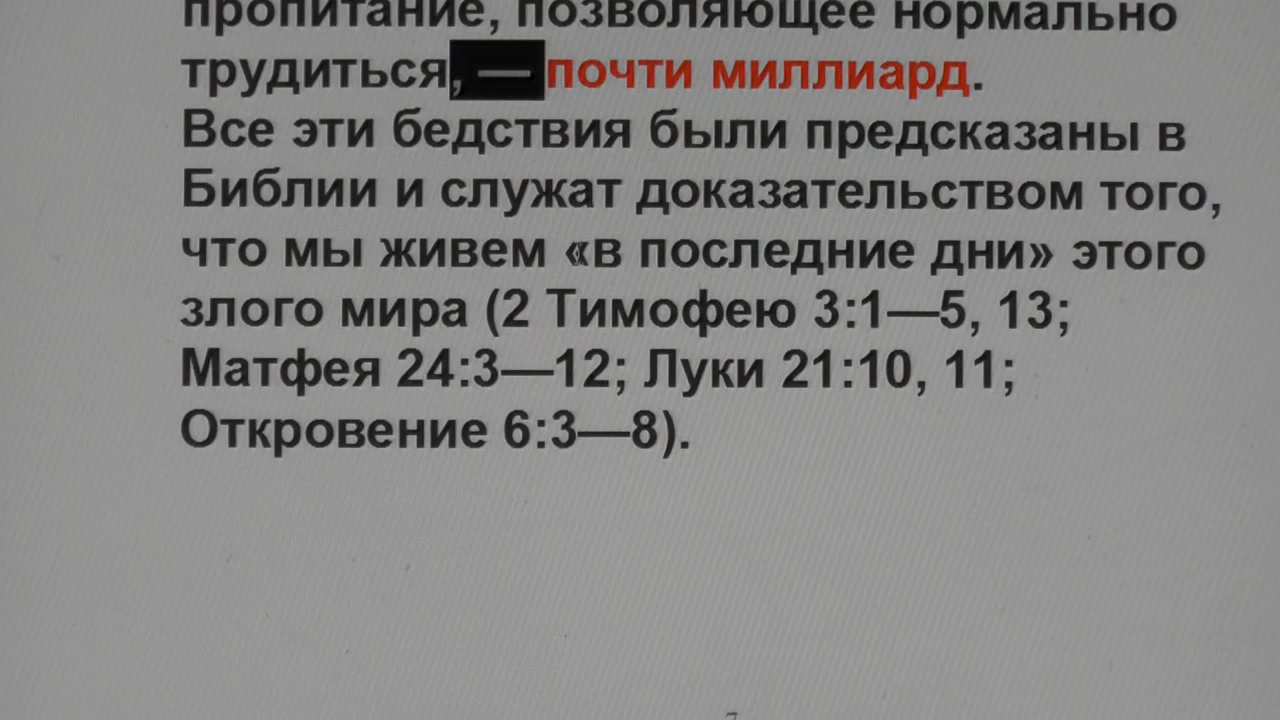 пропитание, позволяющее нормально
трудиться, — почти миллиард.
Все эти бедствия были предсказаны в
Библии и служат доказательством того,
что мы живем «в последние дни» этого
злого мира (2 Тимофею 3:1—5, 13;
Матфея 24:3—12; Луки 21:10, 11;
Откровение 6:3—8).